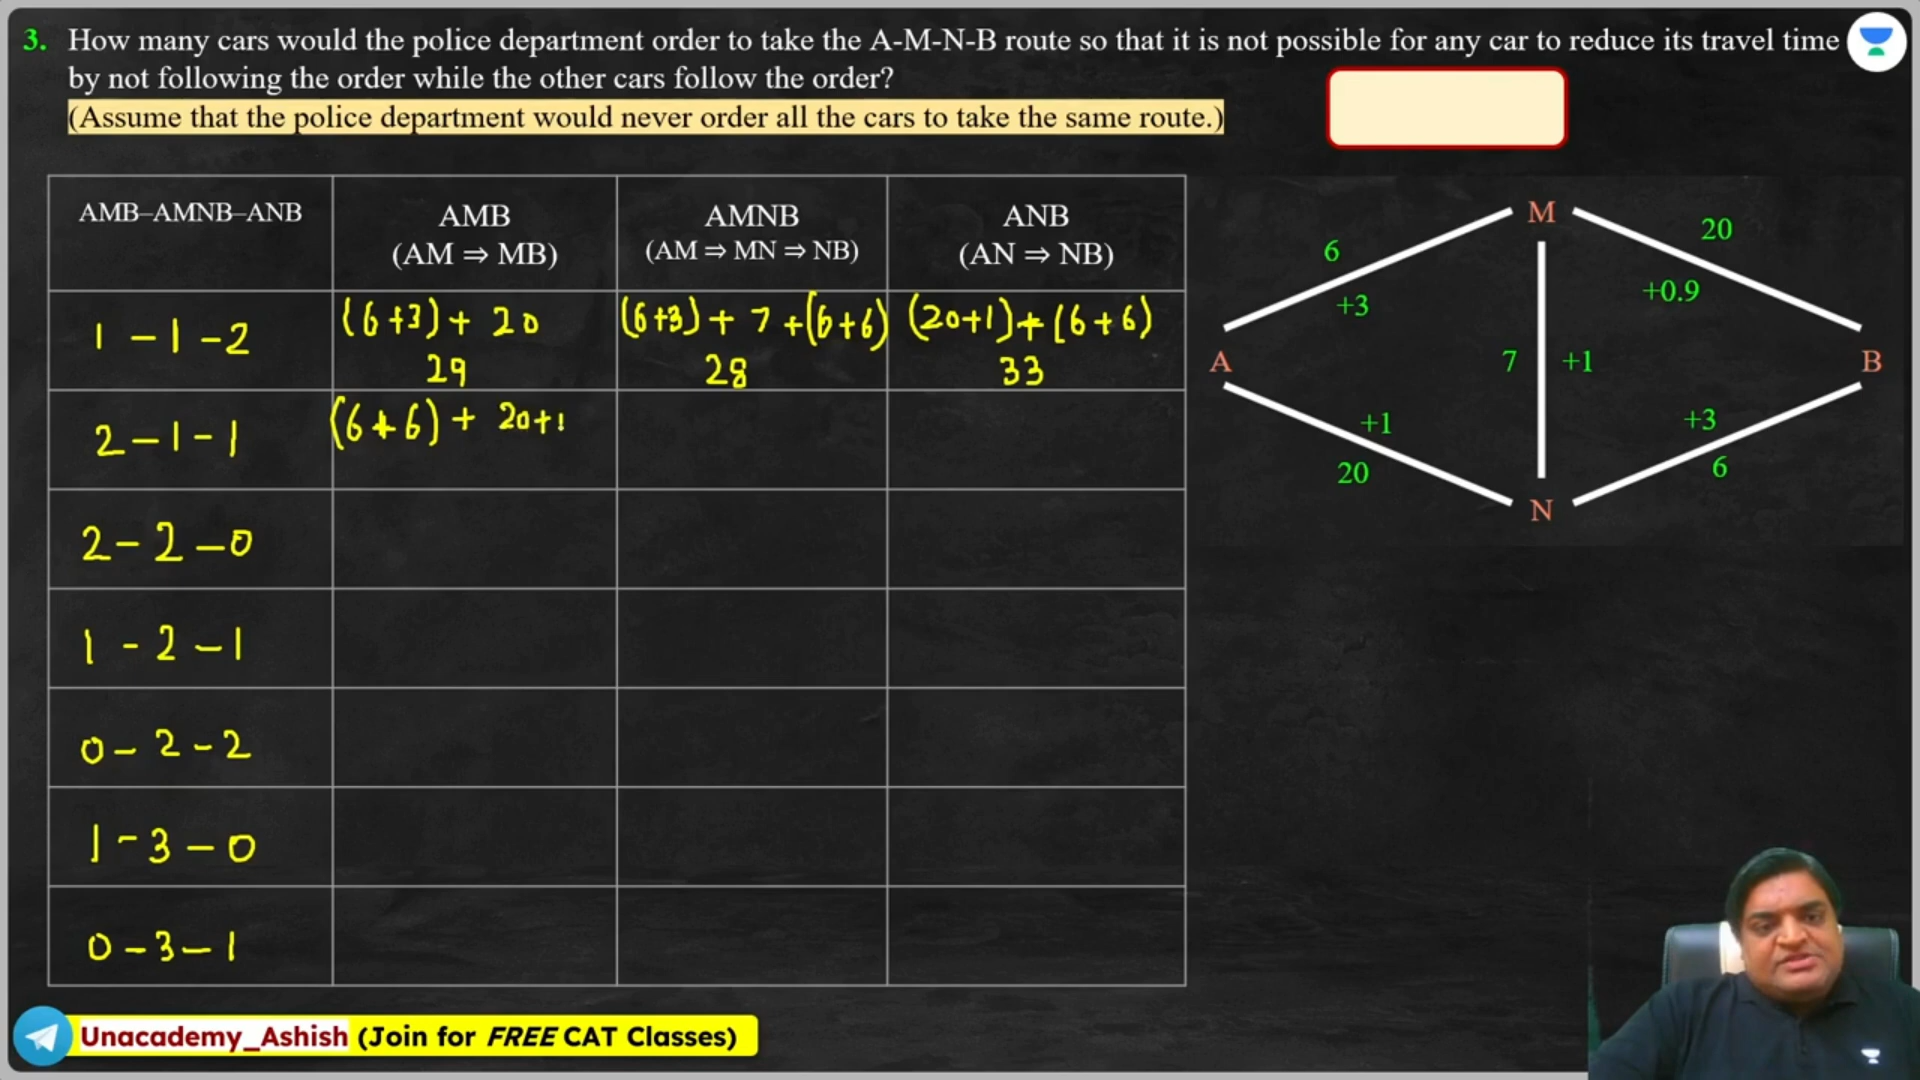 3. How many cars would the police department order to take the A-M-N-B route so that it is not possible for any car to reduce its travel time
by not following the order while the other cars follow the order?
(Assume that the police department would never order all the cars to take the same route.)
AMB–AMNB–ANB AMB AMNB ANB
(AM ⇒ MB) (AM ⇒ MN ⇒ NB) (AN ⇒ NB)
1 - 1 - 2 (6+3) + 20 (6+3) + 7 + (6+6) (20+1) + (6+6)
29 28 33
2 - 1 - 1 (6+6) + 20+1
2 - 2 - 0
1 - 2 - 1
0 - 2 - 2
1 - 3 - 0
0 - 3 - 1
M
6 20
+3 +0.9
A 7 +1 B
+1 +3
20 6
N
Unacademy_Ashish (Join for FREE CAT Classes)